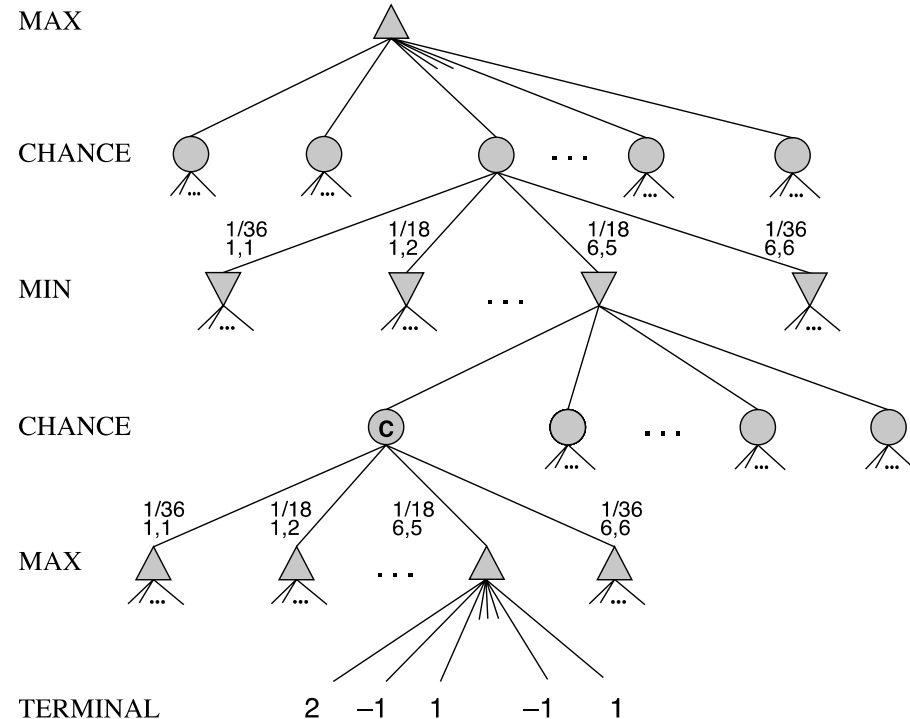 MAX
CHANCE
...
... ... ... ...
1/36 1/18 1/18 1/36
1,1 1,2 6,5 6,6
MIN
...
... ... ...
CHANCE
C
...
... ... ...
1/36 1/18 1/18 1/36
1,1 1,2 6,5 6,6
MAX
...
... ... ...
TERMINAL 2 –1 1 –1 1